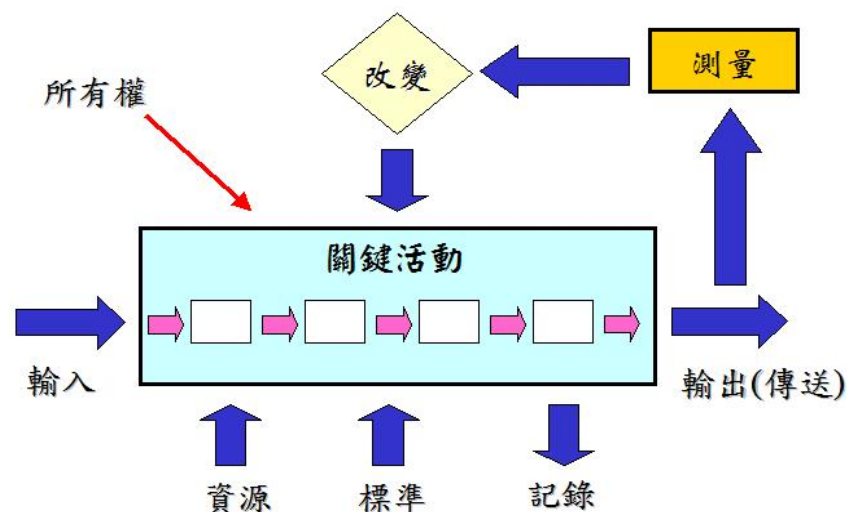 改變
測量
所有權
關鍵活動
輸入
輸出(傳送)
資源
標準
記錄